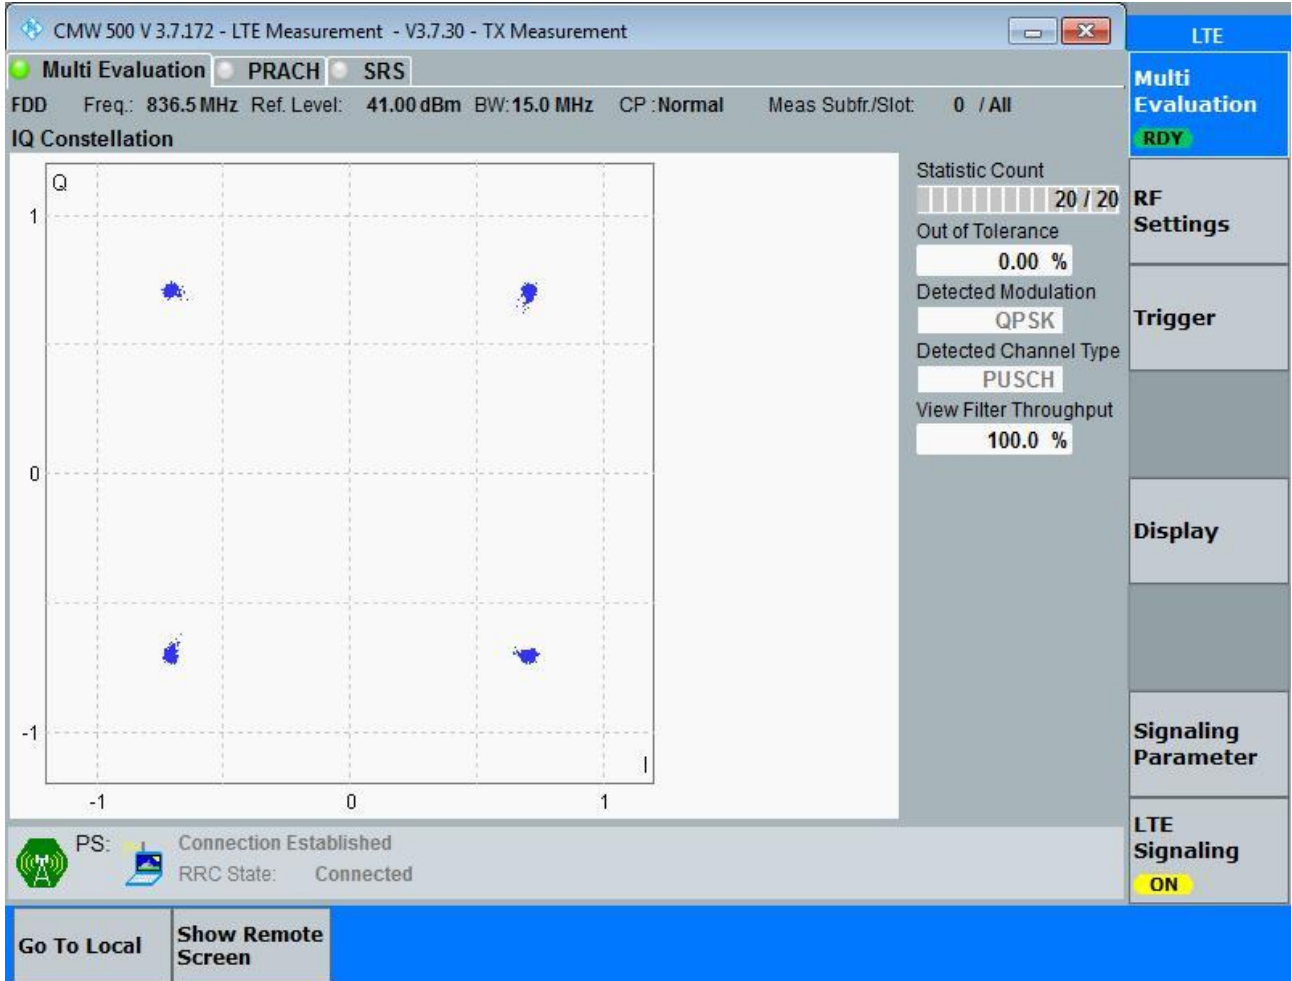 CMW 500 V 3.7.172 - LTE Measurement - V3.7.30 - TX Measurement
LTE
Multi Evaluation PRACH SRS
Multi
Evaluation
RDY
FDD Freq.: 836.5 MHz Ref. Level: 41.00 dBm BW: 15.0 MHz CP : Normal Meas Subfr./Slot: 0 / All
IQ Constellation
Q
1
0
-1
-1 0 1
I
Statistic Count
20 / 20
Out of Tolerance
0.00 %
Detected Modulation
QPSK
Detected Channel Type
PUSCH
View Filter Throughput
100.0 %
RF
Settings
Trigger
Display
Signaling
Parameter
LTE
Signaling
ON
PS: Connection Established
RRC State: Connected
Go To Local
Show Remote
Screen